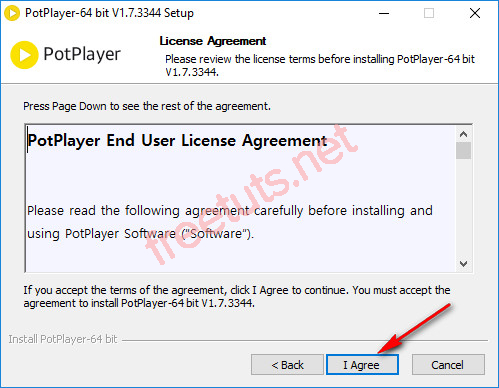 PotPlayer-64 bit V1.7.3344 Setup
PotPlayer
License Agreement
Please review the license terms before installing PotPlayer-64 bit
V1.7.3344.
Press Page Down to see the rest of the agreement.
PotPlayer End User License Agreement
Please read the following agreement carefully before installing and
using PotPlayer Software ("Software").
freetuts.net
If you accept the terms of the agreement, click I Agree to continue. You must accept the
agreement to install PotPlayer-64 bit V1.7.3344.
Install PotPlayer-64 bit
< Back
I Agree
Cancel